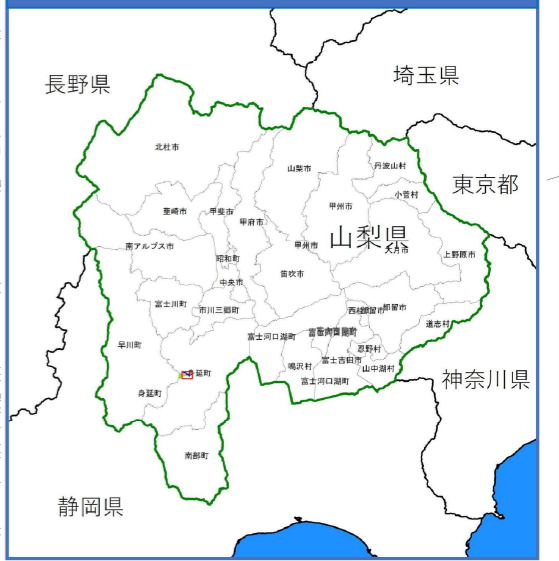 長野県
埼玉県
北杜市
山梨市
丹波山村
東京都
小菅村
韮崎市
甲斐市
甲州市
甲府市
山梨県
南アルプス市
甲州市
上野原市
昭和町
笛吹市
中央市
富士川町
市川三郷町
都留市
道志村
富士河口湖町
早川町
忍野村
鳴沢村
富士吉田市
山中湖村
身延町
富士河口湖町
神奈川県
身延町
南部町
静岡県